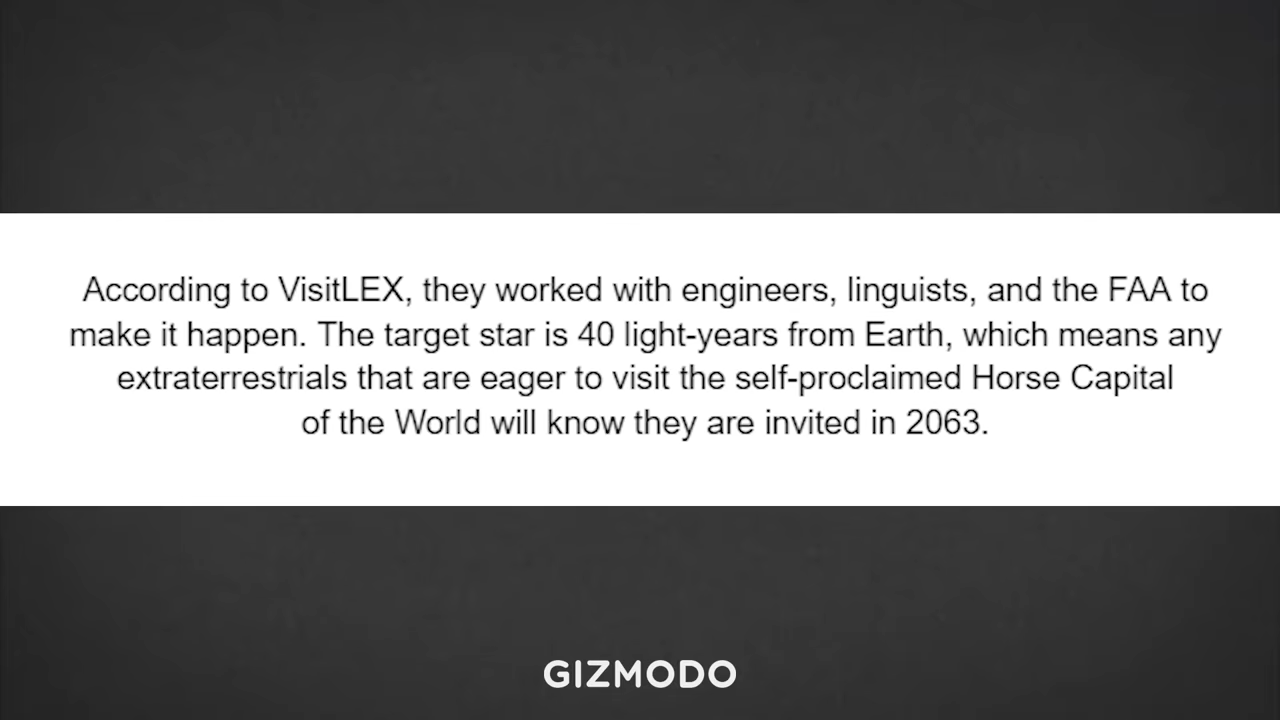 According to VisitLEX, they worked with engineers, linguists, and the FAA to
make it happen. The target star is 40 light-years from Earth, which means any
extraterrestrials that are eager to visit the self-proclaimed Horse Capital
of the World will know they are invited in 2063.
GIZMODO